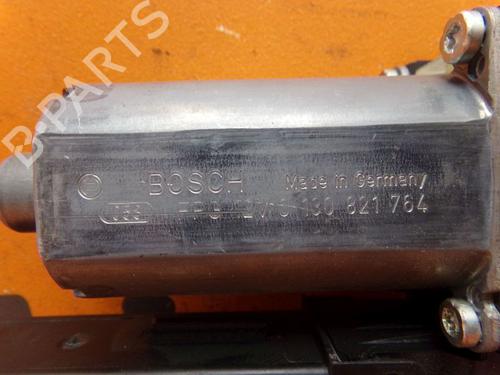 B-PARTS
BOSCH Made in Germany
130 821 764